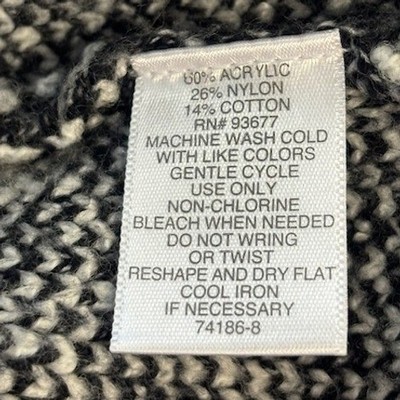 60% ACRYLIC
26% NYLON
14% COTTON
RN# 93677
MACHINE WASH COLD
WITH LIKE COLORS
GENTLE CYCLE
USE ONLY
NON-CHLORINE
BLEACH WHEN NEEDED
DO NOT WRING
OR TWIST
RESHAPE AND DRY FLAT
COOL IRON
IF NECESSARY
74186-8